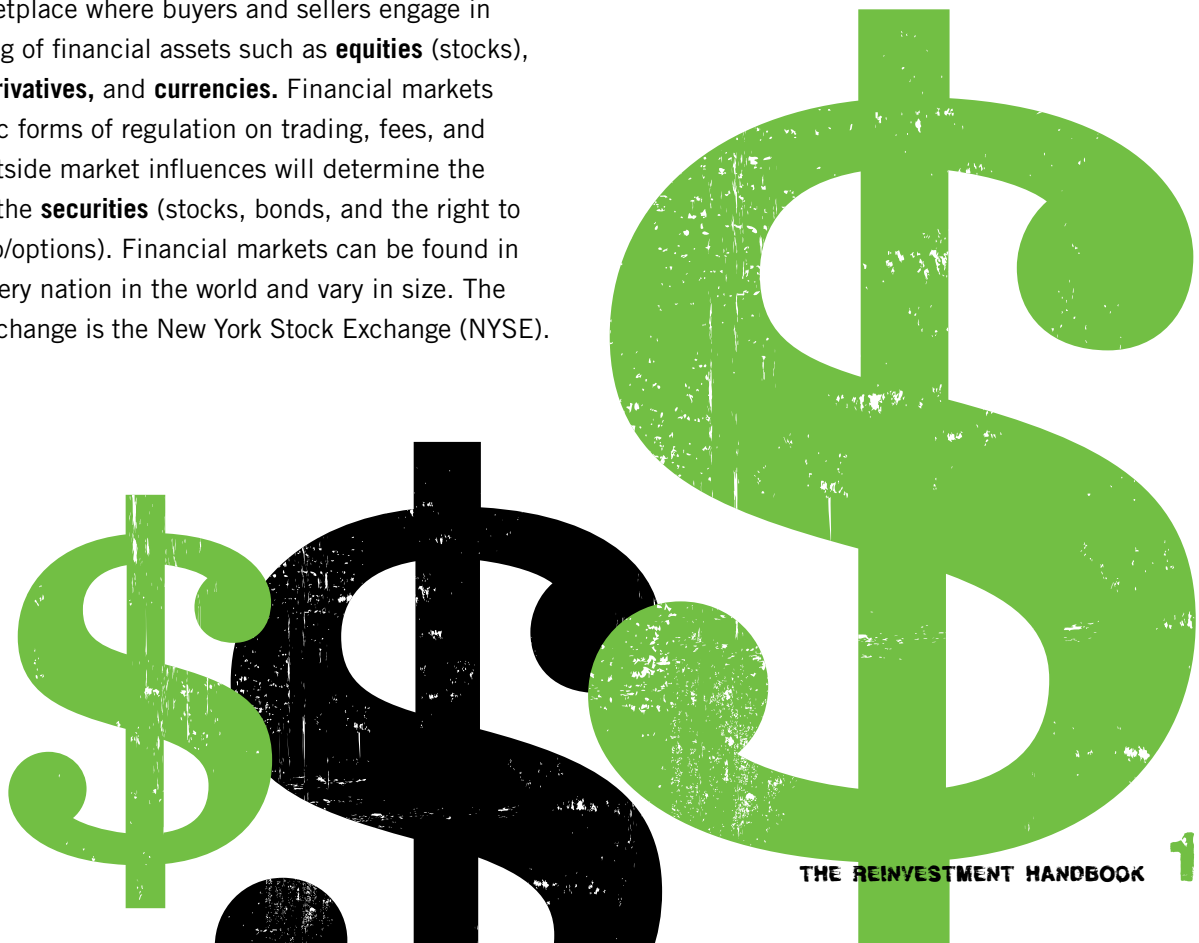 etplace where buyers and sellers engage in
g of financial assets such as equities (stocks),
rivatives, and currencies. Financial markets
c forms of regulation on trading, fees, and
tside market influences will determine the
the securities (stocks, bonds, and the right to
o/options). Financial markets can be found in
ery nation in the world and vary in size. The
change is the New York Stock Exchange (NYSE).
$ $ $
THE REINVESTMENT HANDBOOK 1